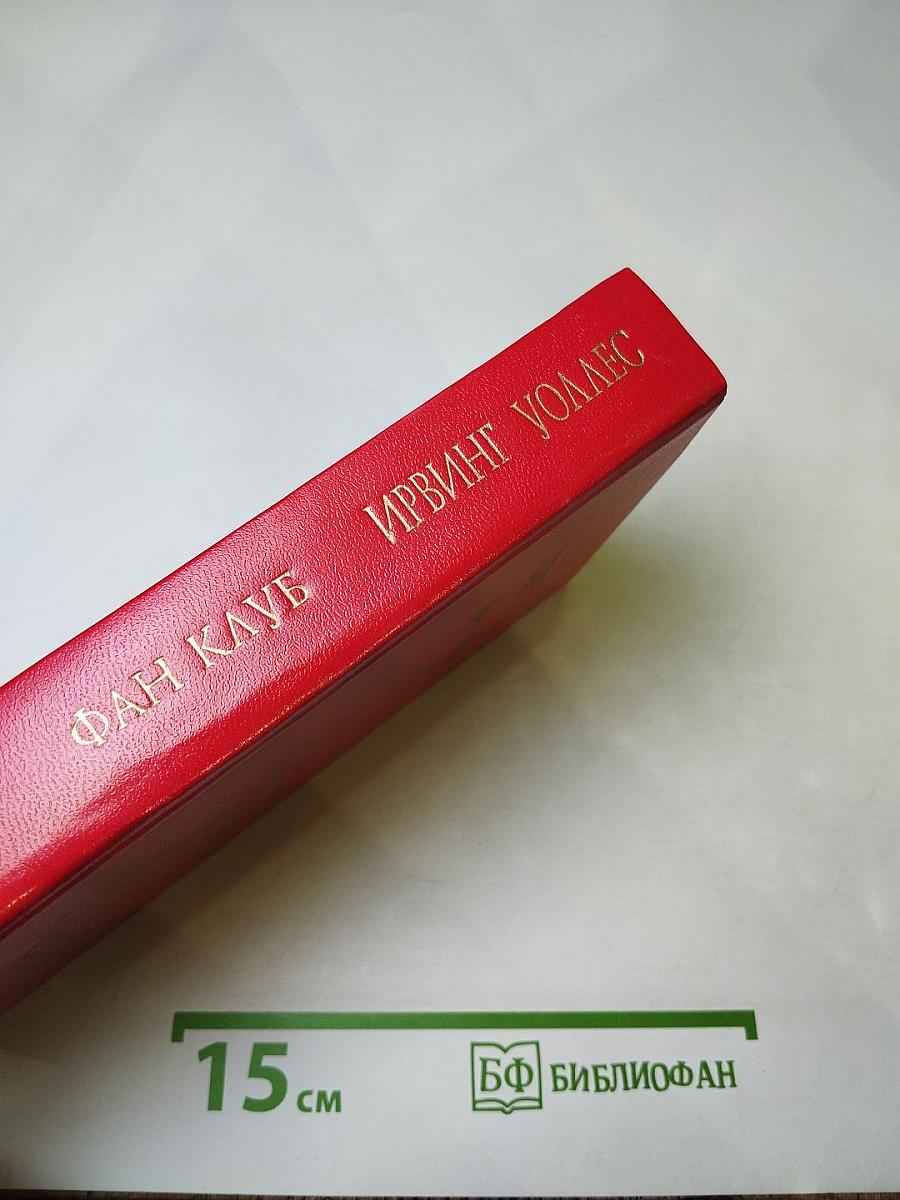 ФАН КЛУБ ИРВИНГ УОЛЛЕС
15 см
БФ БИБЛИОФАН